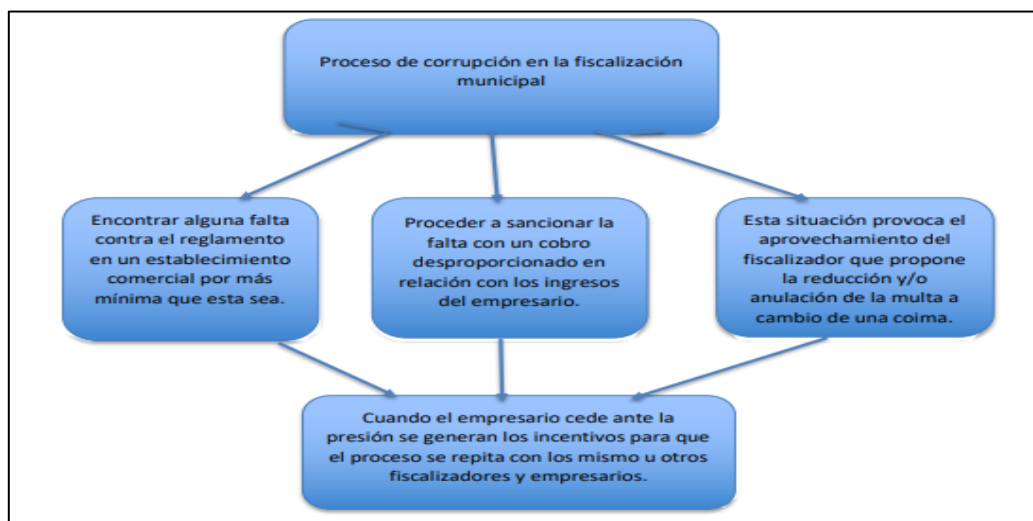 Proceso de corrupción en la fiscalización
municipal
Encontrar alguna falta
contra el reglamento
en un establecimiento
comercial por más
mínima que esta sea.
Proceder a sancionar la
falta con un cobro
desproporcionado en
relación con los ingresos
del empresario.
Esta situación provoca el
aprovechamiento del
fiscalizador que propone
la reducción y/o
anulación de la multa a
cambio de una coima.
Cuando el empresario cede ante la
presión se generan los incentivos para que
el proceso se repita con los mismo u otros
fiscalizadores y empresarios.